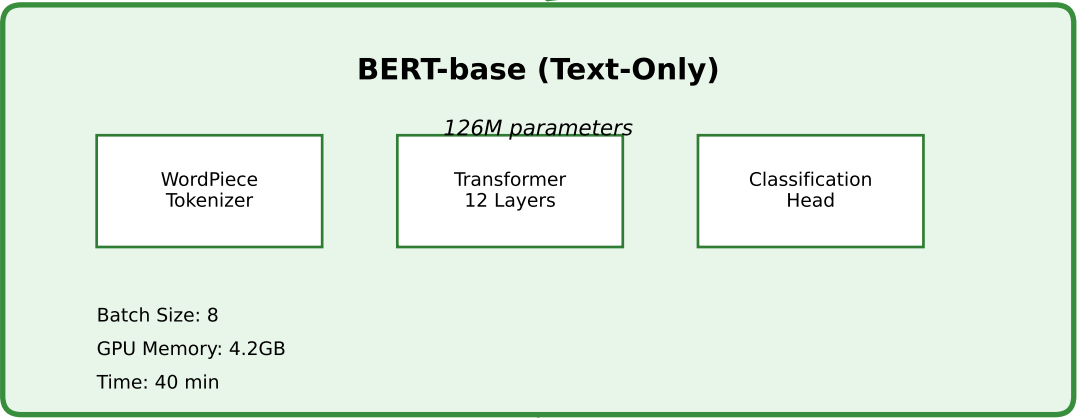 BERT-base (Text-Only)
126M parameters
WordPiece
Tokenizer
Transformer
12 Layers
Classification
Head
Batch Size: 8
GPU Memory: 4.2GB
Time: 40 min